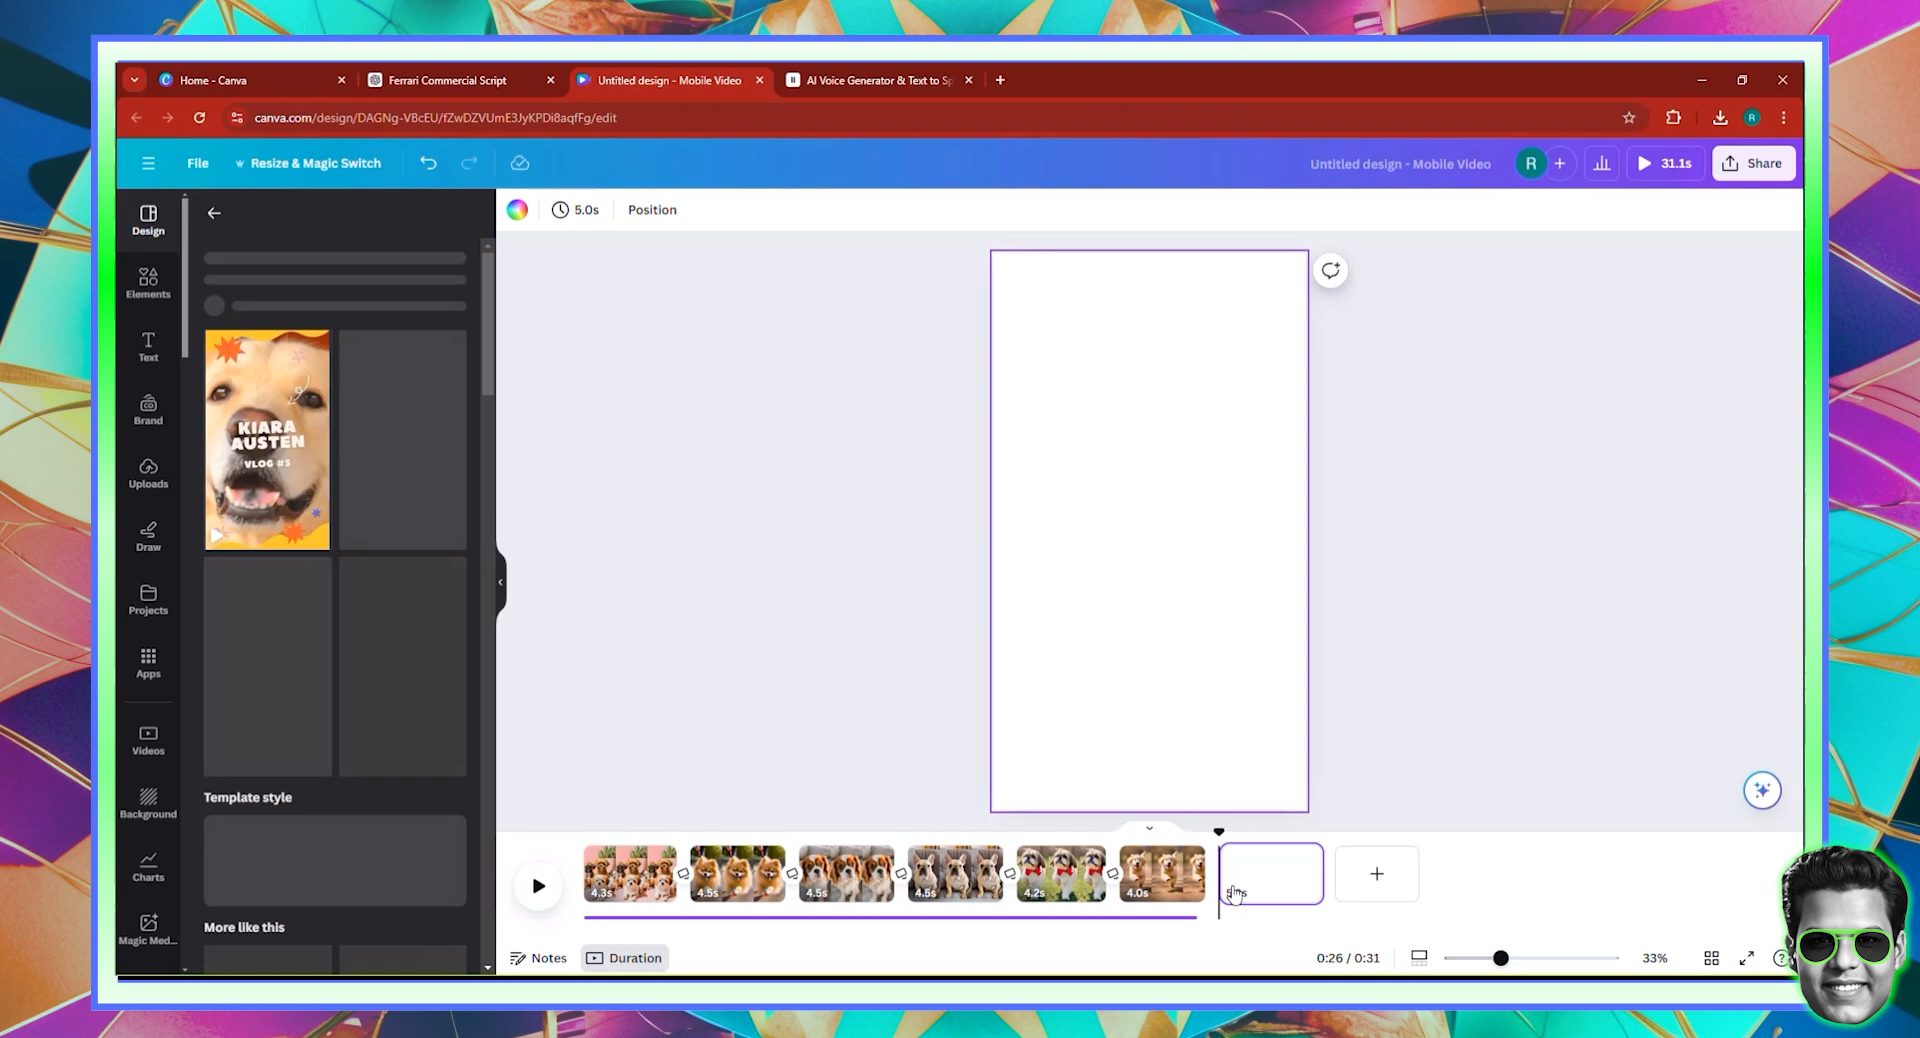 Home - Canva
Ferrari Commercial Script
Untitled design - Mobile Video
AI Voice Generator & Text to Sp
canva.com/design/DAGNg-VBcEU/fZwDZVUmE3JyKPDi8aqfFg/edit
R
File
Resize & Magic Switch
Untitled design - Mobile Video
R
31.1s
Share
Design
5.0s
Position
Elements
Text
Brand
Uploads
Draw
Projects
Apps
Videos
Background
Charts
Magic Med...
KIARA
AUSTEN
VLOG #5
Template style
More like this
4.3s
4.5s
4.5s
4.5s
4.2s
4.0s
Notes
Duration
0:26 / 0:31
33%